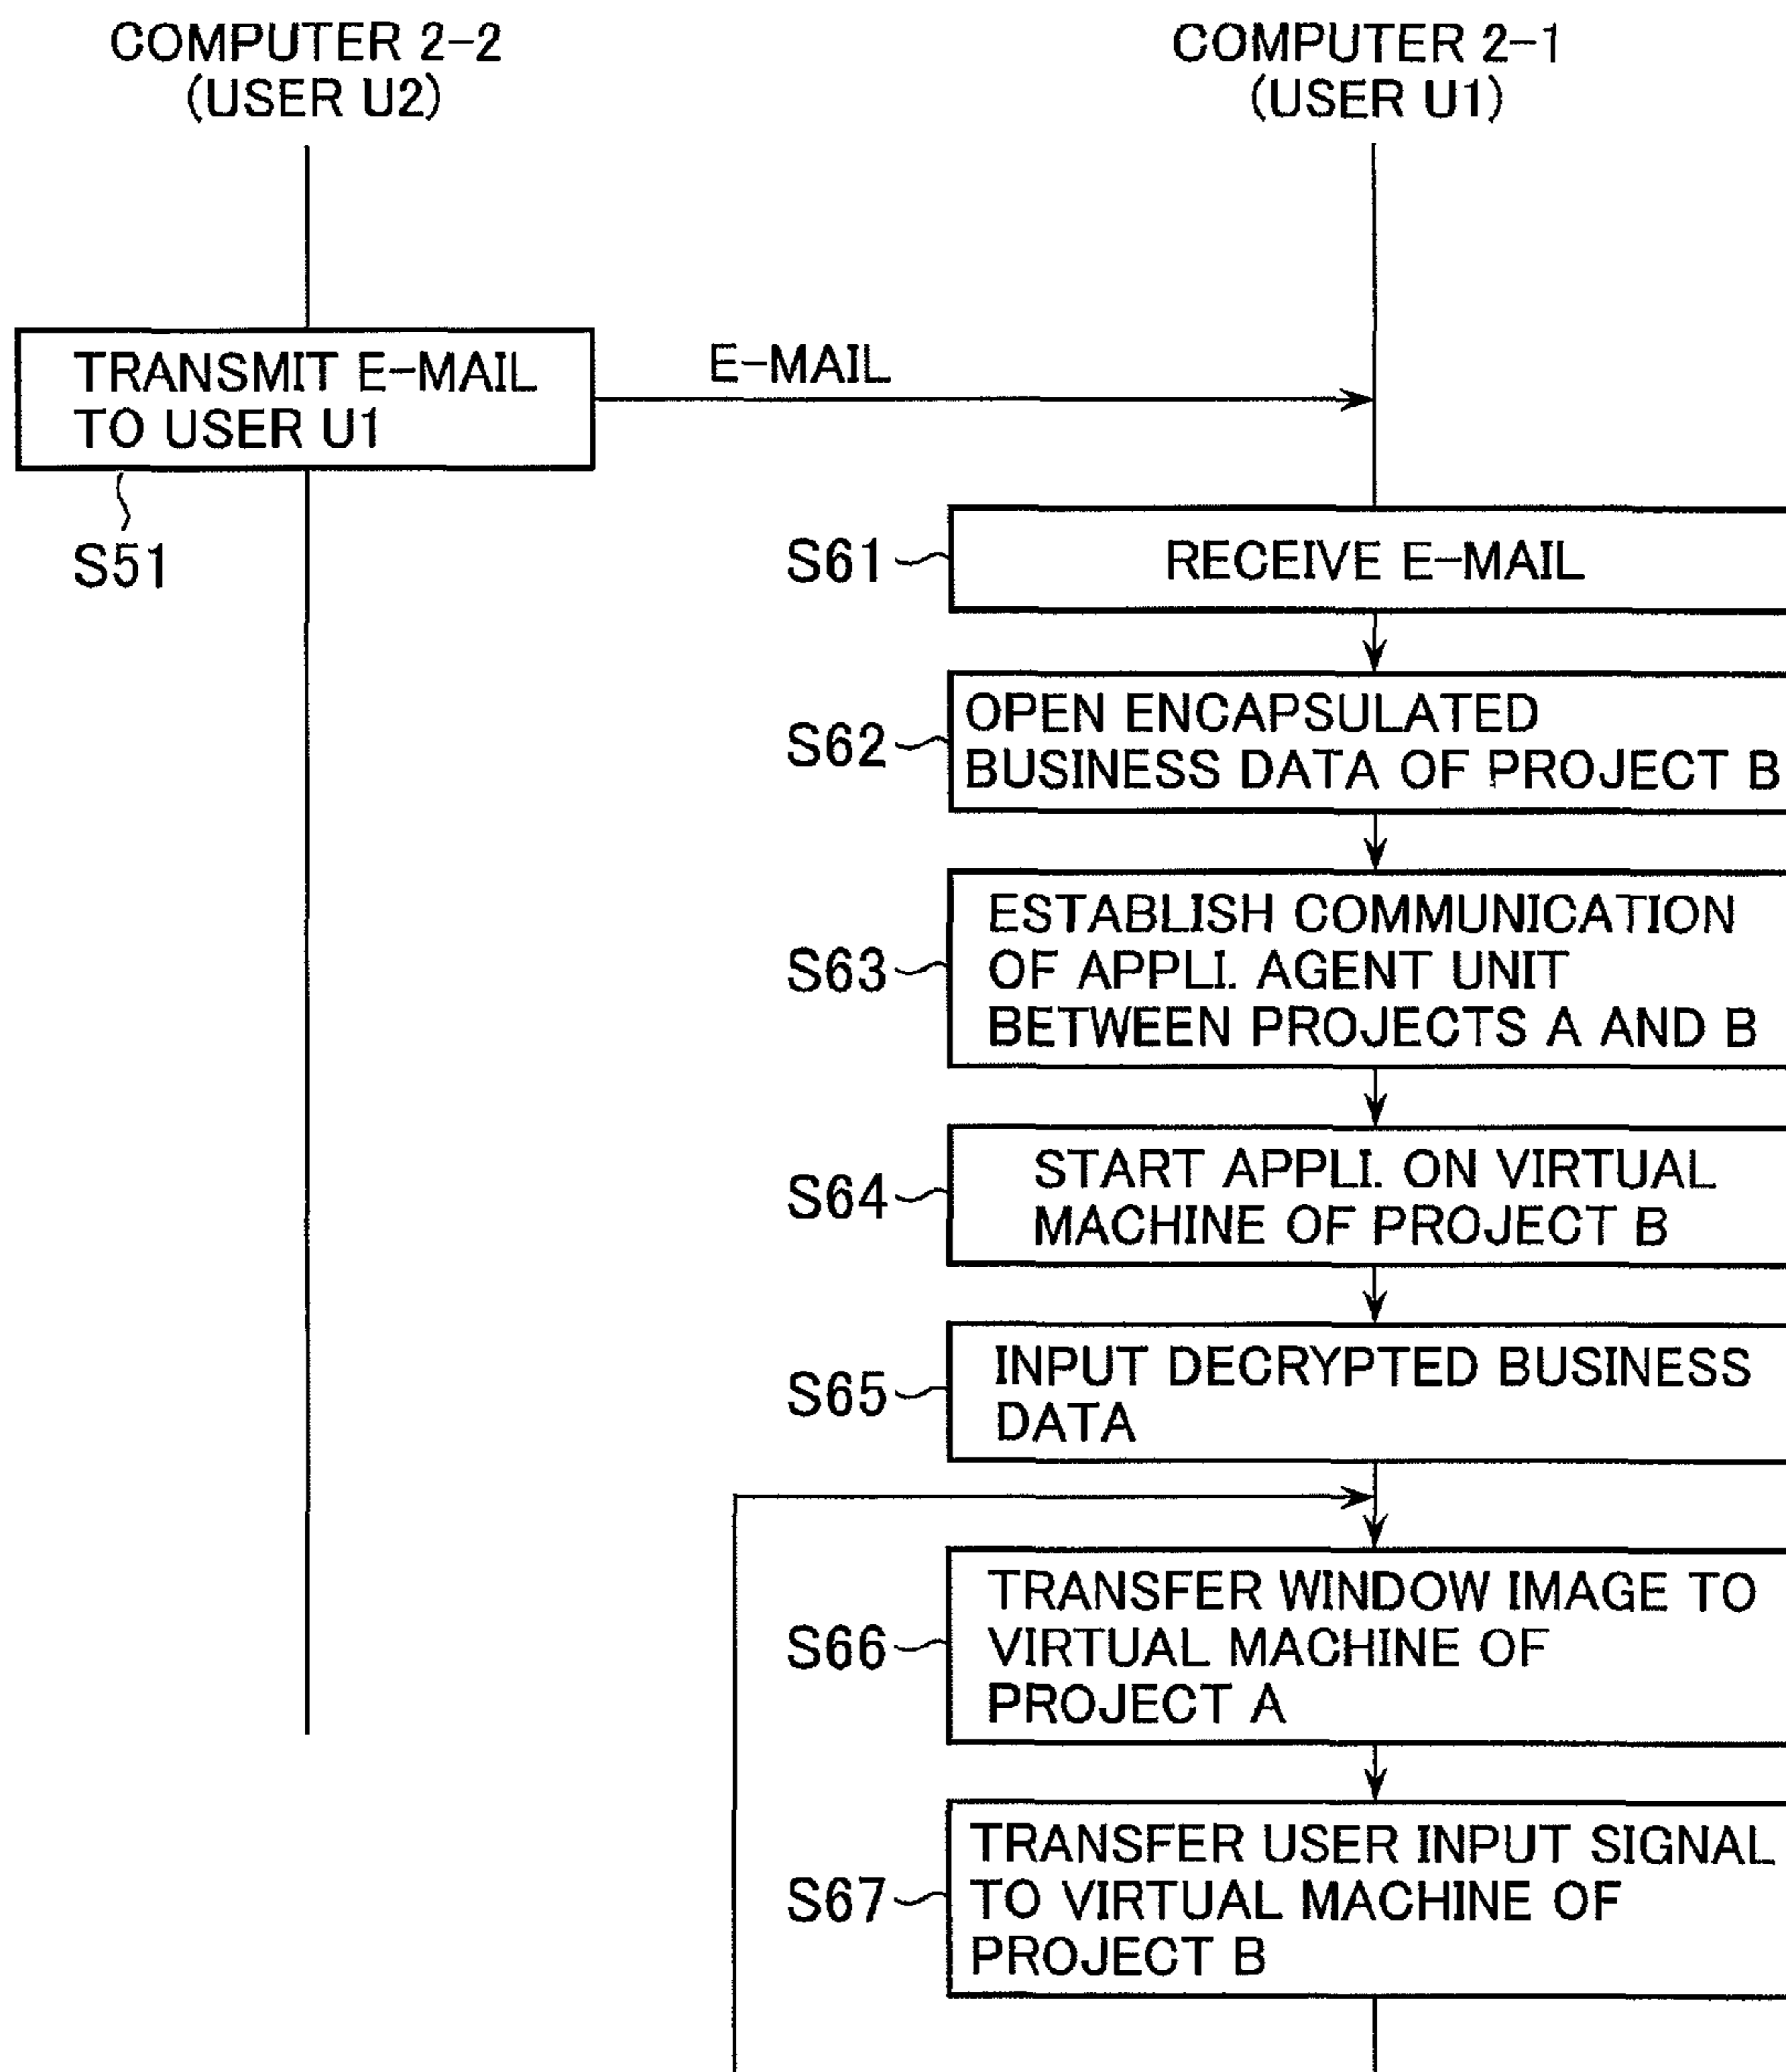 COMPUTER 2-2
(USER U2)
COMPUTER 2-1
(USER U1)
TRANSMIT E-MAIL
TO USER U1
E-MAIL
S51
S61
RECEIVE E-MAIL
S62
OPEN ENCAPSULATED
BUSINESS DATA OF PROJECT B
S63
ESTABLISH COMMUNICATION
OF APPLI. AGENT UNIT
BETWEEN PROJECTS A AND B
S64
START APPLI. ON VIRTUAL
MACHINE OF PROJECT B
S65
INPUT DECRYPTED BUSINESS
DATA
S66
TRANSFER WINDOW IMAGE TO
VIRTUAL MACHINE OF
PROJECT A
S67
TRANSFER USER INPUT SIGNAL
TO VIRTUAL MACHINE OF
PROJECT B